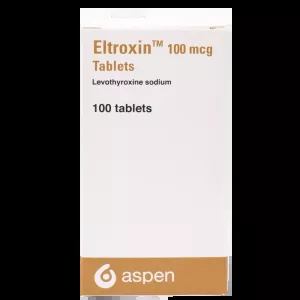 Eltroxin™ 100 mcg
Tablets
Levothyroxine sodium
100 tablets
aspen